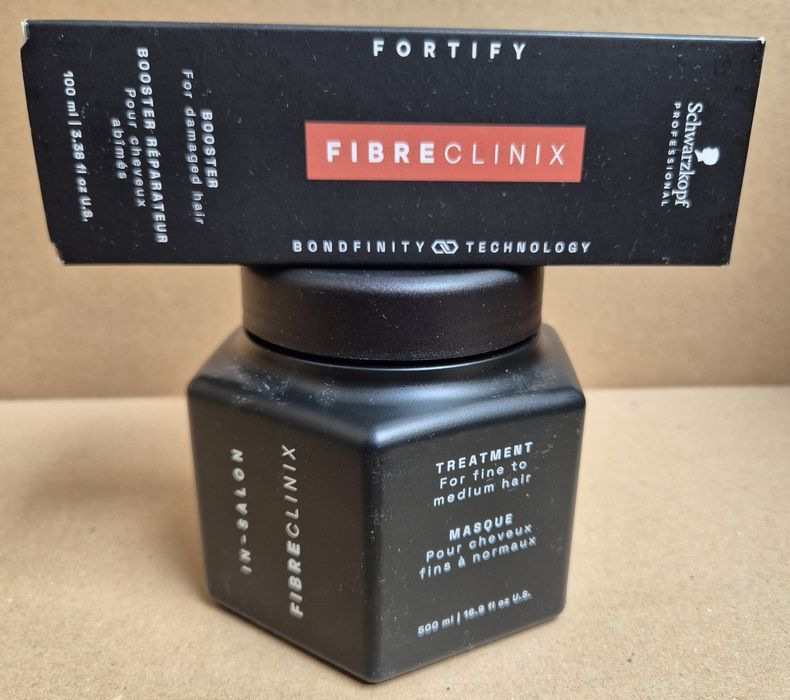 FORTIFY
FIBRECLINIX
BONDFINITY TECHNOLOGY
Schwarzkopf
PROFESSIONAL
BOOSTER
For damaged hair
BOOSTER RÉPARATEUR
Pour cheveux
abîmés
100 ml | 3.38 fl oz U.S.
IN-SALON
FIBRECLINIX
TREATMENT
For fine to
medium hair
MASQUE
Pour cheveux
fins à normaux
500 ml | 16.9 fl oz U.S.